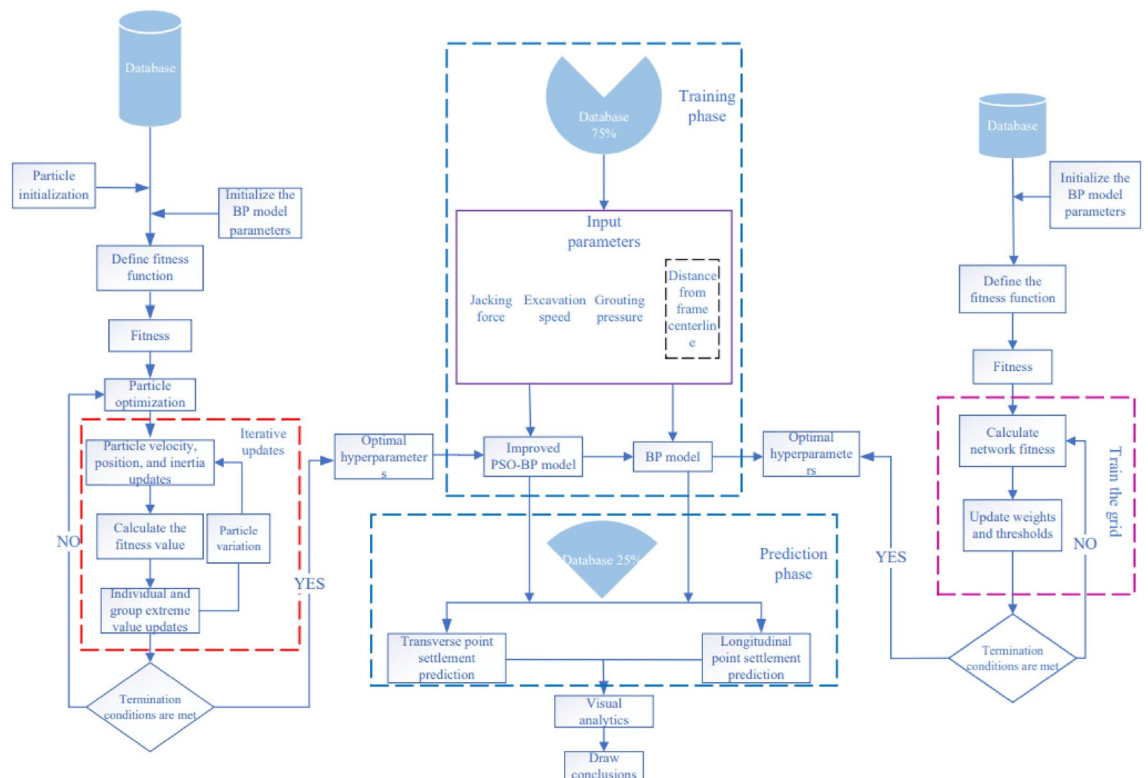 Database
Particle
initialization
Initialize the
BP model
parameters
Define fitness
function
Fitness
Particle
optimization
Iterative
updates
Particle velocity,
position, and inertia
updates
Calculate the
fitness value
Particle
variation
Individual and
group extreme
value updates
NO
YES
Termination
conditions are met
Database
75%
Training
phase
Input
parameters
Jacking
force
Excavation
speed
Grouting
pressure
Distance
from
frame
centerlin
e
Optimal
hyperparameter
s
Improved
PSO-BP model
BP model
Optimal
hyperparamet
ers
Database 25%
Prediction
phase
Transverse point
settlement
prediction
Longitudinal
point settlement
prediction
Visual
analytics
Draw
conclusions
Database
Initialize the
BP model
parameters
Define the
fitness function
Fitness
Calculate
network fitness
Update weights
and thresholds
Train the grid
NO
YES
Termination
conditions are met